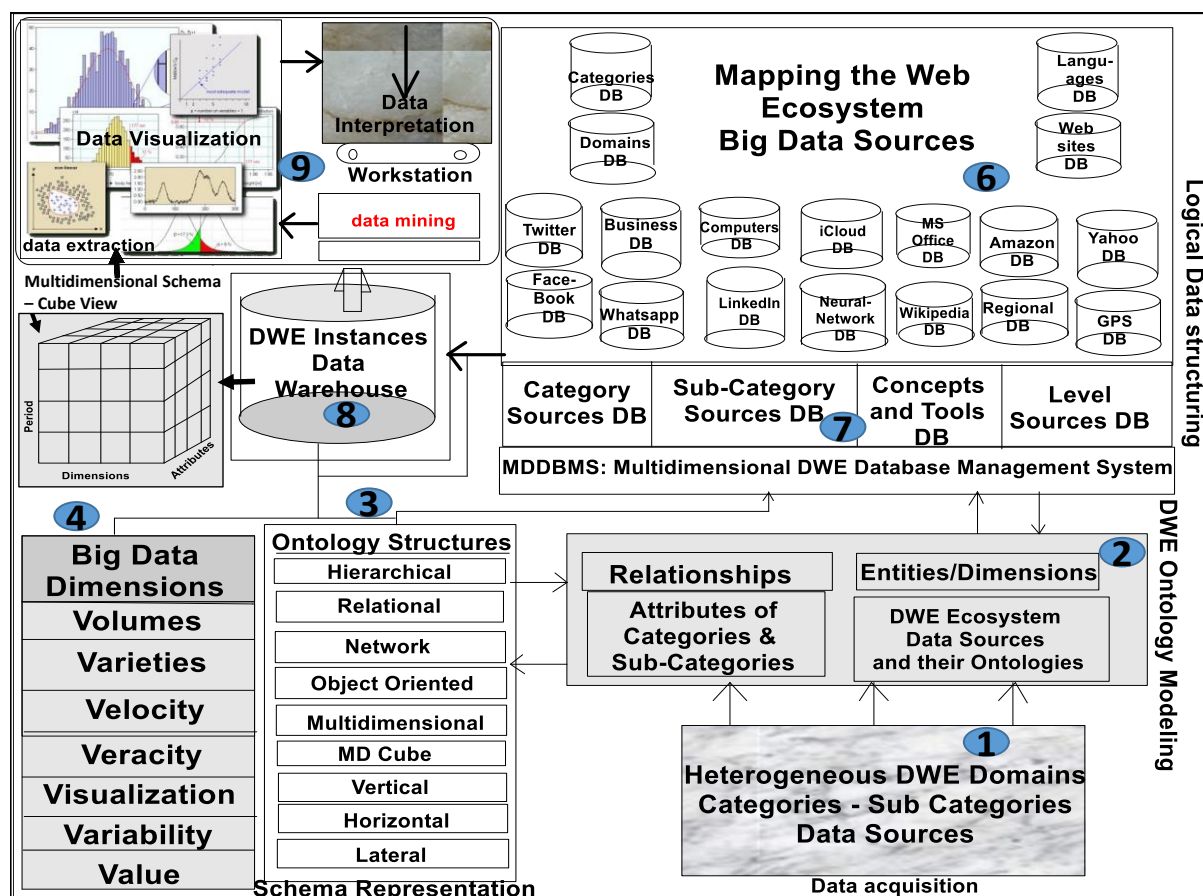 Data Visualization
9
data extraction
Data
Interpretation
Workstation
data mining
Multidimensional Schema
– Cube View
Period
Dimensions
Attributes
DWE Instances
Data
Warehouse
8
Mapping the Web
Ecosystem
Big Data Sources
6
Categories
DB
Domains
DB
Langu-
ages
DB
Web
sites
DB
Twitter
DB
Business
DB
Computers
DB
iCloud
DB
MS
Office
DB
Amazon
DB
Yahoo
DB
Face-
Book
DB
Whatsapp
DB
LinkedIn
DB
Neural-
Network
DB
Wikipedia
DB
Regional
DB
GPS
DB
Category
Sources DB
Sub-Category
Sources DB
7
Concepts
and Tools
DB
Level
Sources DB
MDDBMS: Multidimensional DWE Database Management System
Logical Data structuring
DWE Ontology Modeling
4
Big Data
Dimensions
Volumes
Varieties
Velocity
Veracity
Visualization
Variability
Value
3
Ontology Structures
Hierarchical
Relational
Network
Object Oriented
Multidimensional
MD Cube
Vertical
Horizontal
Lateral
Schema Representation
2
Relationships
Attributes of
Categories &
Sub-Categories
Entities/Dimensions
DWE Ecosystem
Data Sources
and their Ontologies
1
Heterogeneous DWE Domains
Categories - Sub Categories
Data Sources
Data acquisition